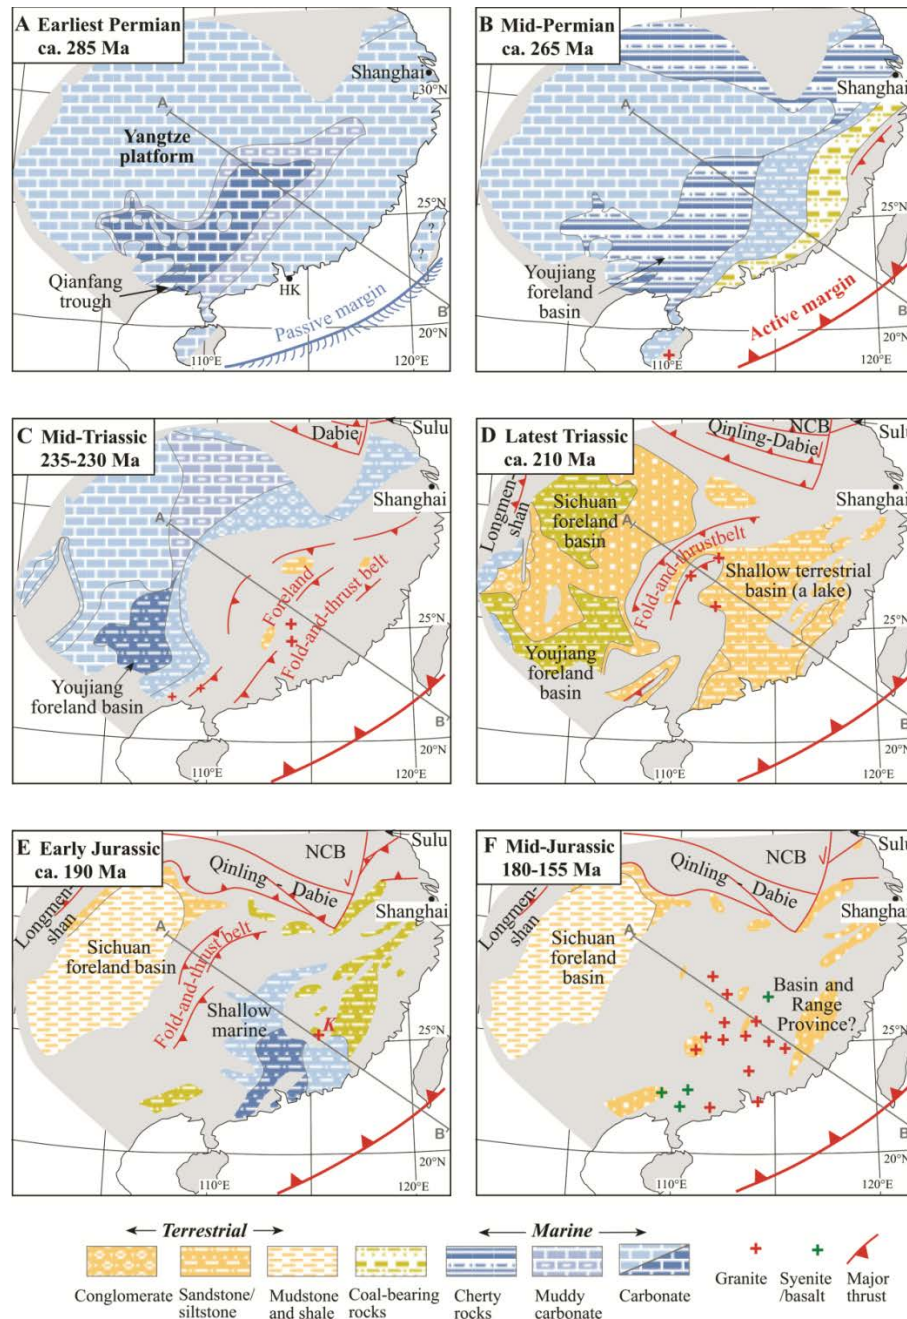 A Earliest Permian
ca. 285 Ma
Shanghai
30°N
A
Yangtze
platform
25°N
?
?
Qianfang
trough
HK
Passive margin
B
20°N
110°E
120°E
B Mid-Permian
ca. 265 Ma
Shanghai
A
25°N
Youjiang
foreland
basin
Active margin
B
20°N
110°E
120°E
C Mid-Triassic
235-230 Ma
Dabie
Sulu
Shanghai
A
Foreland
Fold-and-thrust belt
25°N
Youjiang
foreland basin
B
20°N
110°E
120°E
D Latest Triassic
ca. 210 Ma
NCB
Sulu
Qinling-Dabie
Longmen-
shan
Shanghai
Sichuan
foreland
basin
A
Fold-and-thrustbelt
Shallow terrestrial
basin (a lake)
25°N
Youjiang
foreland
basin
B
20°N
110°E
120°E
E Early Jurassic
ca. 190 Ma
NCB
Sulu
Qinling - Dabie
Longmen-
shan
Shanghai
A
Sichuan
foreland basin
Fold-and-thrust belt
Shallow
marine
K
25°N
B
20°N
110°E
120°E
F Mid-Jurassic
180-155 Ma
NCB
Sulu
Qinling - Dabie
Longmen-
shan
Shanghai
A
Sichuan
foreland
basin
Basin and
Range
Province?
25°N
B
20°N
110°E
120°E
Terrestrial
Marine
Conglomerate
Sandstone/
siltstone
Mudstone
and shale
Coal-bearing
rocks
Cherty
rocks
Muddy
carbonate
Carbonate
Granite
Syenite
/basalt
Major
thrust